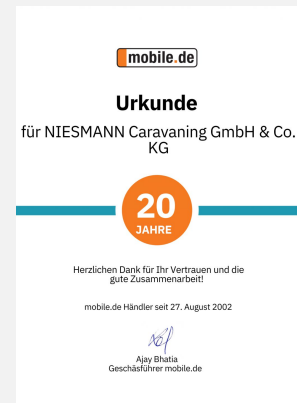 mobile.de
Urkunde
für NIESMANN Caravaning GmbH & Co.
KG
20
JAHRE
Herzlichen Dank für Ihr Vertrauen und die
gute Zusammenarbeit!
mobile.de Händler seit 27. August 2002
Ajay Bhatia
Geschäsführer mobile.de